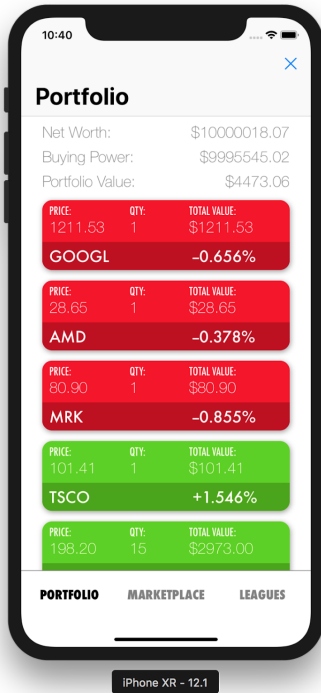 10:40
Portfolio
Net Worth: $10000018.07
Buying Power: $9995545.02
Portfolio Value: $4473.06
PRICE: QTY: TOTAL VALUE:
1211.53 1 $1211.53
GOOGL -0.656%
PRICE: QTY: TOTAL VALUE:
28.65 1 $28.65
AMD -0.378%
PRICE: QTY: TOTAL VALUE:
80.90 1 $80.90
MRK -0.855%
PRICE: QTY: TOTAL VALUE:
101.41 1 $101.41
TSCO +1.546%
PRICE: QTY: TOTAL VALUE:
198.20 15 $2973.00
PORTFOLIO MARKETPLACE LEAGUES
iPhone XR - 12.1